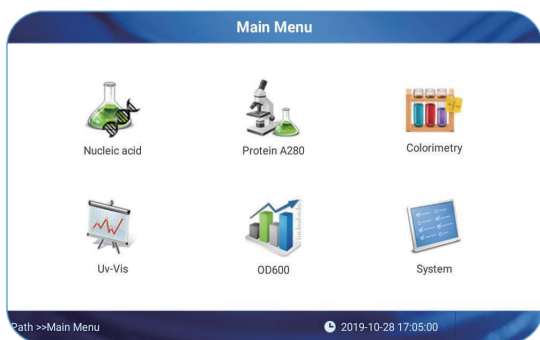 Main Menu
Nucleic acid
Protein A280
Colorimetry
Uv-Vis
OD600
System
Path >>Main Menu
2019-10-28 17:05:00